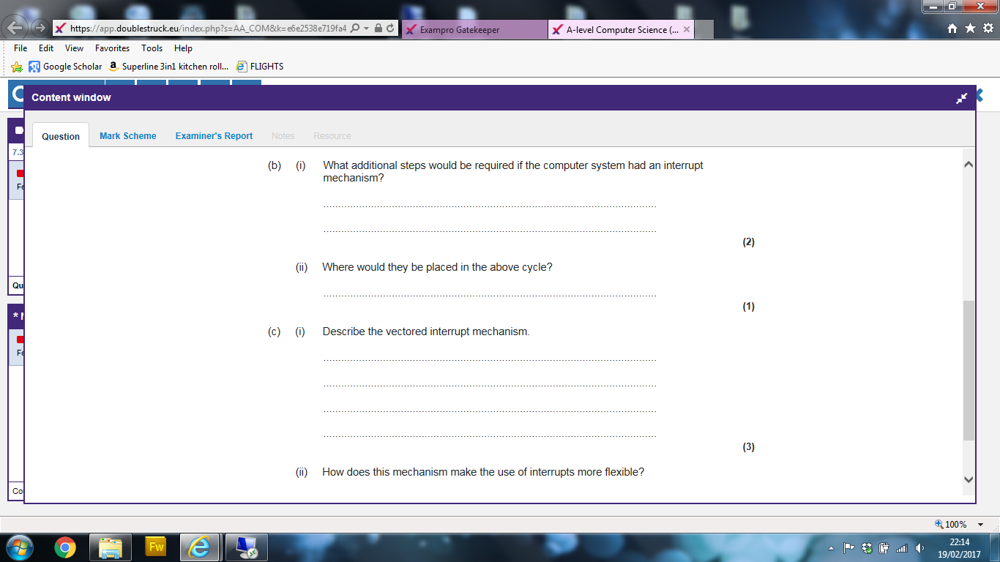 https://app.doublestruck.eu/index.php?s=AA_COM&k=e6e2538e719fa4
Exampro Gatekeeper
A-level Computer Science (...
File Edit View Favorites Tools Help
Google Scholar Superline 3in1 kitchen roll... FLIGHTS
Content window
Question Mark Scheme Examiner's Report Notes Resource
7.3
Fe
Qu
* N
Fe
Co
(b) (i) What additional steps would be required if the computer system had an interrupt
mechanism?
(2)
(ii) Where would they be placed in the above cycle?
(1)
(c) (i) Describe the vectored interrupt mechanism.
(3)
(ii) How does this mechanism make the use of interrupts more flexible?
100%
Fw
22:14
19/02/2017